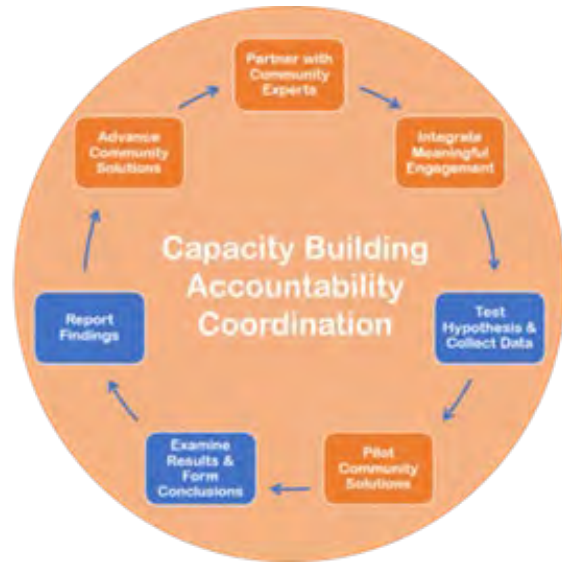 Partner with
Community
Experts
Integrate
Meaningful
Engagement
Test
Hypothesis &
Collect Data
Pilot
Community
Solutions
Examine
Results &
Form
Conclusions
Report
Findings
Advance
Community
Solutions
Capacity Building
Accountability
Coordination